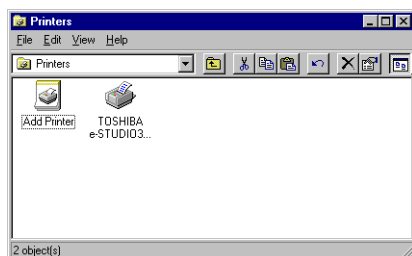 Printers
File Edit View Help
Printers
Add Printer
TOSHIBA
e-STUDIO3...
2 object(s)